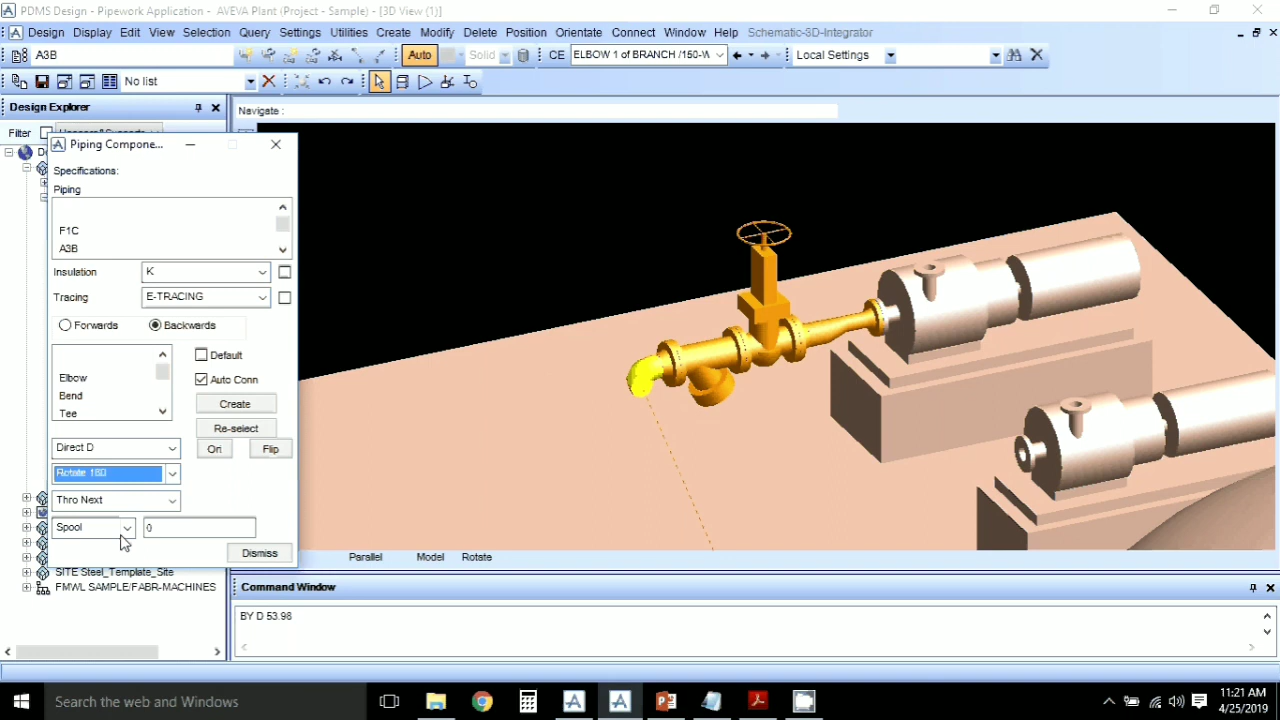 PDMS Design - Pipework Application - AVEVA Plant (Project - Sample) - [3D View (1)]
Design Display Edit View Selection Query Settings Utilities Create Modify Delete Position Orientate Connect Window Help Schematic-3D-Integrator
A3B Auto Solid CE ELBOW 1 of BRANCH /150-W Local Settings
No list
Design Explorer
Navigate :
Filter
Piping Compone...
Specifications:
Piping
F1C
A3B
Insulation K
Tracing E-TRACING
Forwards Backwards
Default
Elbow
Auto Conn
Bend
Create
Tee
Re-select
Direct D
Ori Flip
Rotate 180
Thro Next
Spool 0
Dismiss
Parallel Model Rotate
SITE Steel_Template_Site
FMWL SAMPLE/FABR-MACHINES
Command Window
BY D 53.98
Search the web and Windows
11:21 AM
4/25/2019